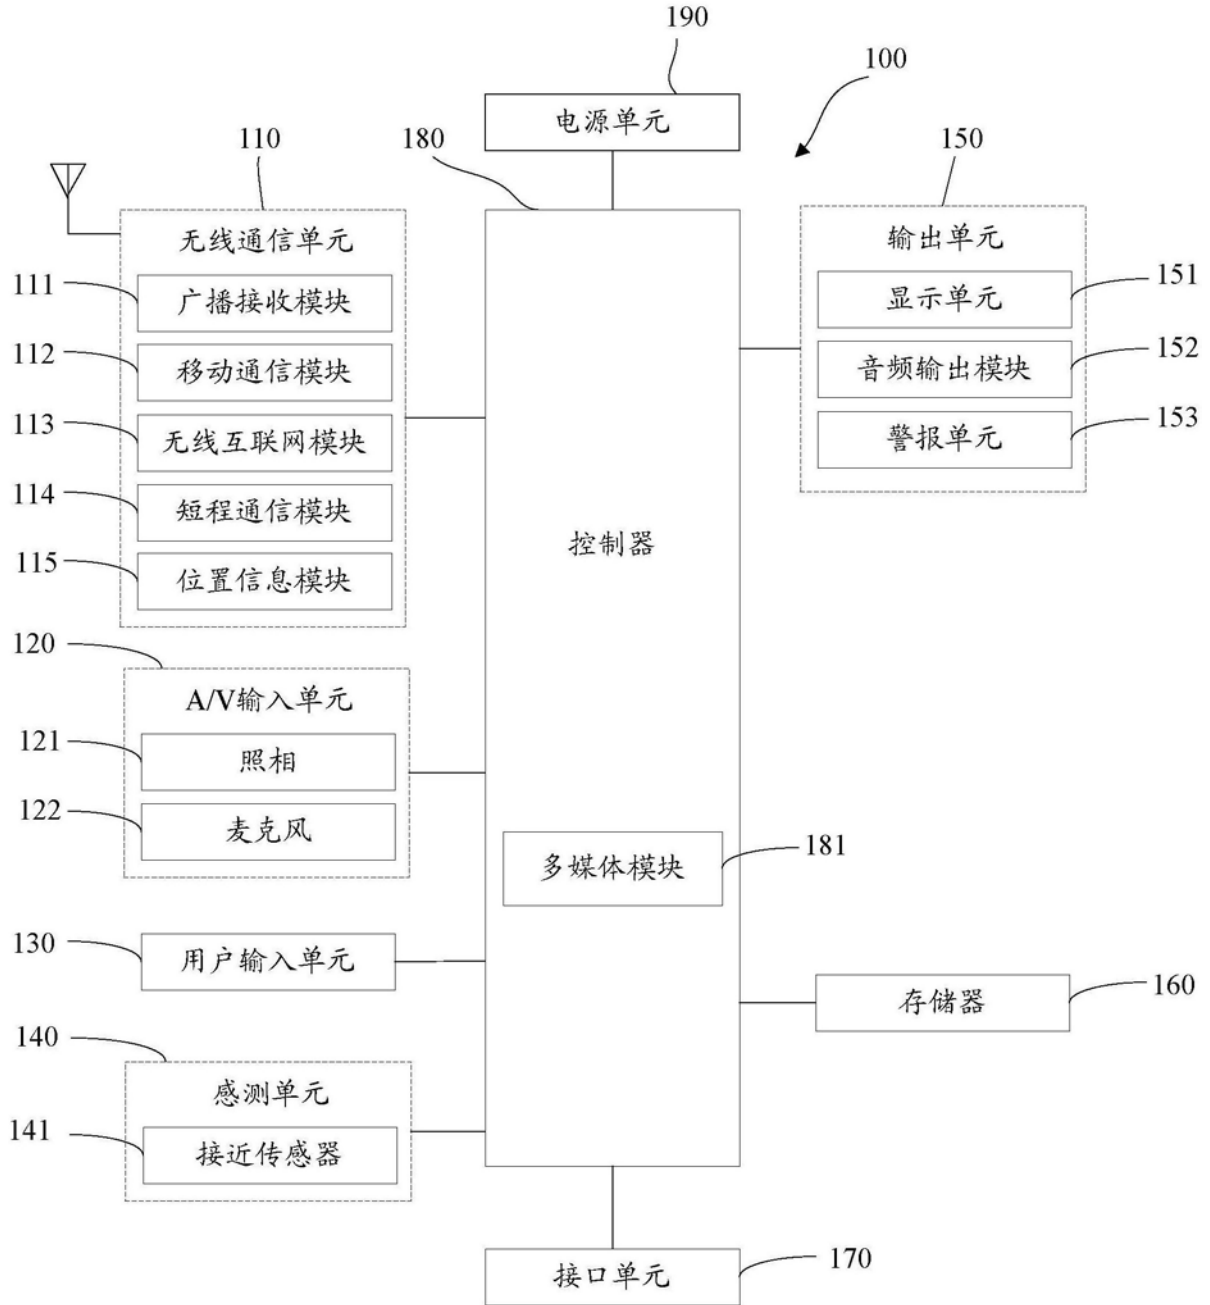 190
100
电源单元
110
180
150
无线通信单元
输出单元
111
广播接收模块
显示单元
151
112
移动通信模块
音频输出模块
152
113
无线互联网模块
警报单元
153
114
短程通信模块
控制器
115
位置信息模块
120
A/V输入单元
121
照相
122
麦克风
多媒体模块
181
130
用户输入单元
存储器
160
140
感测单元
141
接近传感器
接口单元
170